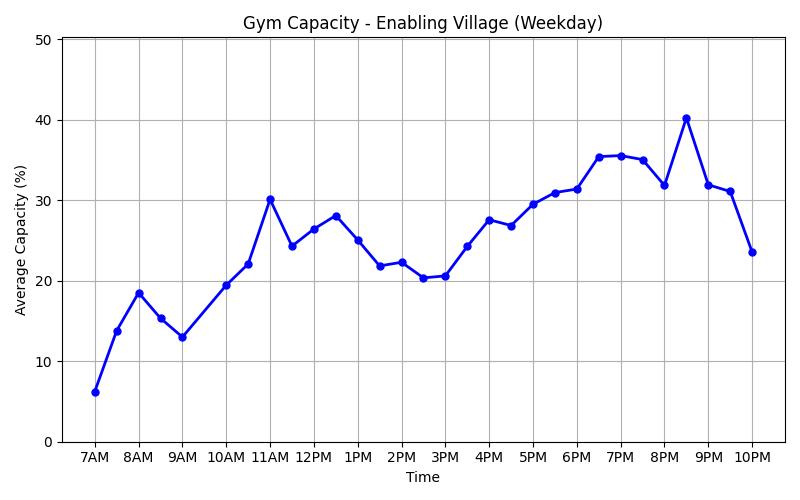 Gym Capacity - Enabling Village (Weekday)
50
40
30
20
10
0
Average Capacity (%)
7AM 8AM 9AM 10AM 11AM 12PM 1PM 2PM 3PM 4PM 5PM 6PM 7PM 8PM 9PM 10PM
Time